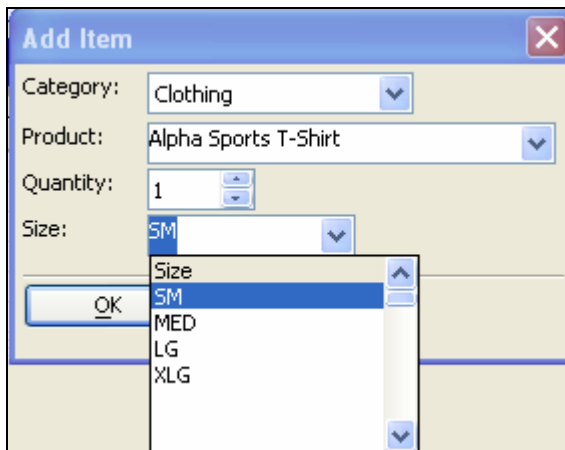 Add Item
Category: Clothing
Product: Alpha Sports T-Shirt
Quantity: 1
Size: SM
Size
SM
MED
LG
XLG
OK